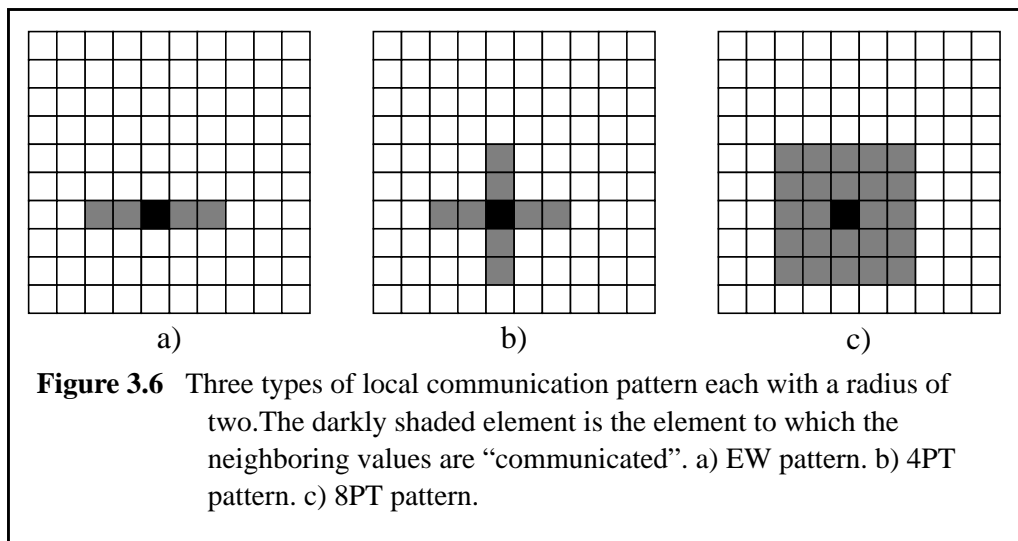 a)
b)
c)
Figure 3.6 Three types of local communication pattern each with a radius of
two.The darkly shaded element is the element to which the
neighboring values are “communicated”. a) EW pattern. b) 4PT
pattern. c) 8PT pattern.